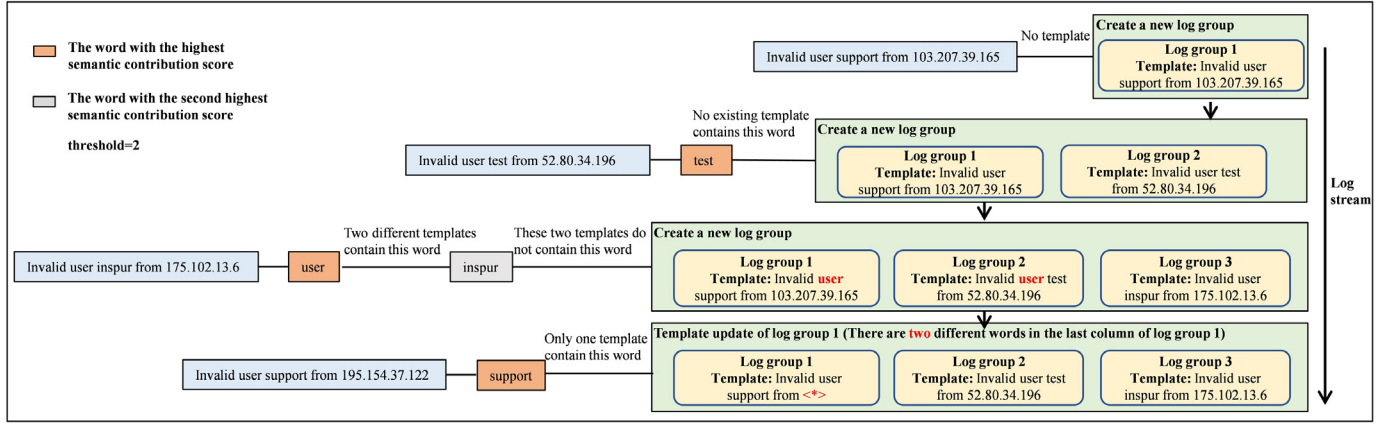 The word with the highest
semantic contribution score
The word with the second highest
semantic contribution score
threshold=2
Invalid user support from 103.207.39.165
No template
Create a new log group
Log group 1
Template: Invalid user
support from 103.207.39.165
Invalid user test from 52.80.34.196
test
No existing template
contains this word
Create a new log group
Log group 1
Template: Invalid user
support from 103.207.39.165
Log group 2
Template: Invalid user test
from 52.80.34.196
Invalid user inspur from 175.102.13.6
user
Two different templates
contain this word
inspur
These two templates do
not contain this word
Create a new log group
Log group 1
Template: Invalid user
support from 103.207.39.165
Log group 2
Template: Invalid user test
from 52.80.34.196
Log group 3
Template: Invalid user
inspur from 175.102.13.6
Invalid user support from 195.154.37.122
support
Only one template
contain this word
Template update of log group 1 (There are two different words in the last column of log group 1)
Log group 1
Template: Invalid user
support from <*>
Log group 2
Template: Invalid user test
from 52.80.34.196
Log group 3
Template: Invalid user
inspur from 175.102.13.6
Log
stream